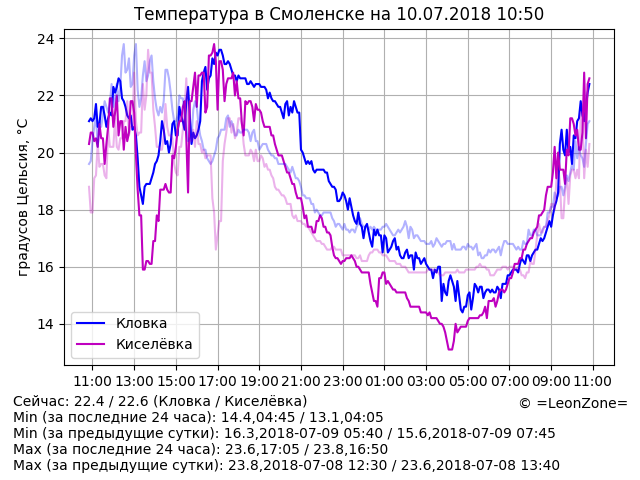 Температура в Смоленске на 10.07.2018 10:50
градусов Цельсия, °C
24
22
20
18
16
14
Кловка
Киселёвка
11:00 13:00 15:00 17:00 19:00 21:00 23:00 01:00 03:00 05:00 07:00 09:00 11:00
Сейчас: 22.4 / 22.6 (Кловка / Киселёвка)
© =LeonZone=
Min (за последние 24 часа): 14.4,04:45 / 13.1,04:05
Min (за предыдущие сутки): 16.3,2018-07-09 05:40 / 15.6,2018-07-09 07:45
Max (за последние 24 часа): 23.6,17:05 / 23.8,16:50
Max (за предыдущие сутки): 23.8,2018-07-08 12:30 / 23.6,2018-07-08 13:40